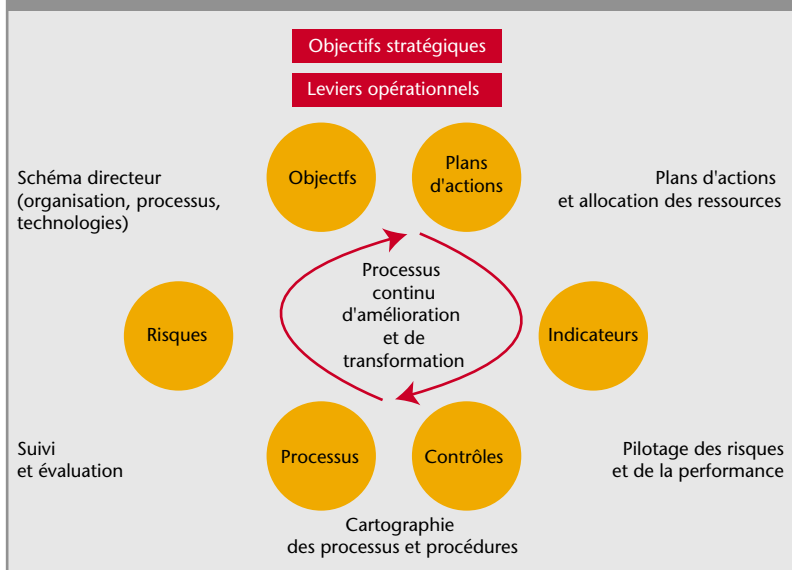 Objectifs stratégiques
Leviers opérationnels
Objectfs
Plans
d'actions
Schéma directeur
(organisation, processus,
technologies)
Plans d'actions
et allocation des ressources
Processus
continu
d'amélioration
et de
transformation
Risques
Indicateurs
Suivi
et évaluation
Processus
Contrôles
Pilotage des risques
et de la performance
Cartographie
des processus et procédures